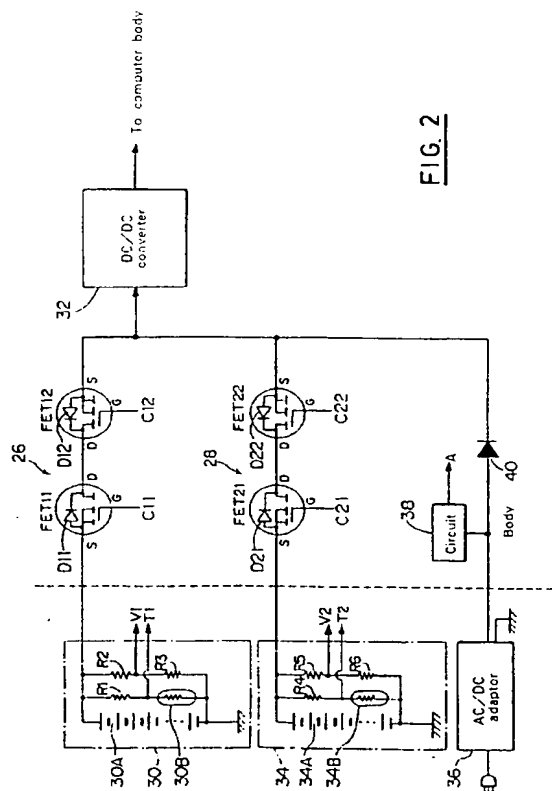 32
DC/DC
converter
To computer body
26
FET11
D11
S
D
G
C11
FET12
D12
D
S
G
C12
28
FET21
D21
S
D
G
C21
FET22
D22
D
S
G
C22
R1
R2
R3
V1
T1
30A
30
30B
R4
R5
R6
V2
T2
34A
34
34B
36
AC/DC
adaptor
38
Circuit
A
Body
40
FIG. 2